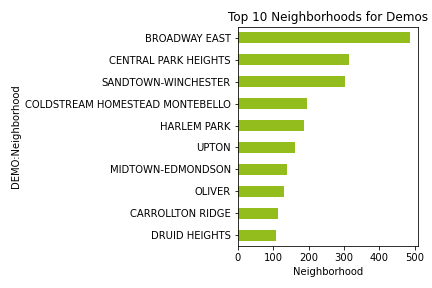 Top 10 Neighborhoods for Demos
DEMO:Neighborhood
BROADWAY EAST
CENTRAL PARK HEIGHTS
SANDTOWN-WINCHESTER
COLDSTREAM HOMESTEAD MONTEBELLO
HARLEM PARK
UPTON
MIDTOWN-EDMONDSON
OLIVER
CARROLLTON RIDGE
DRUID HEIGHTS
0 100 200 300 400 500
Neighborhood